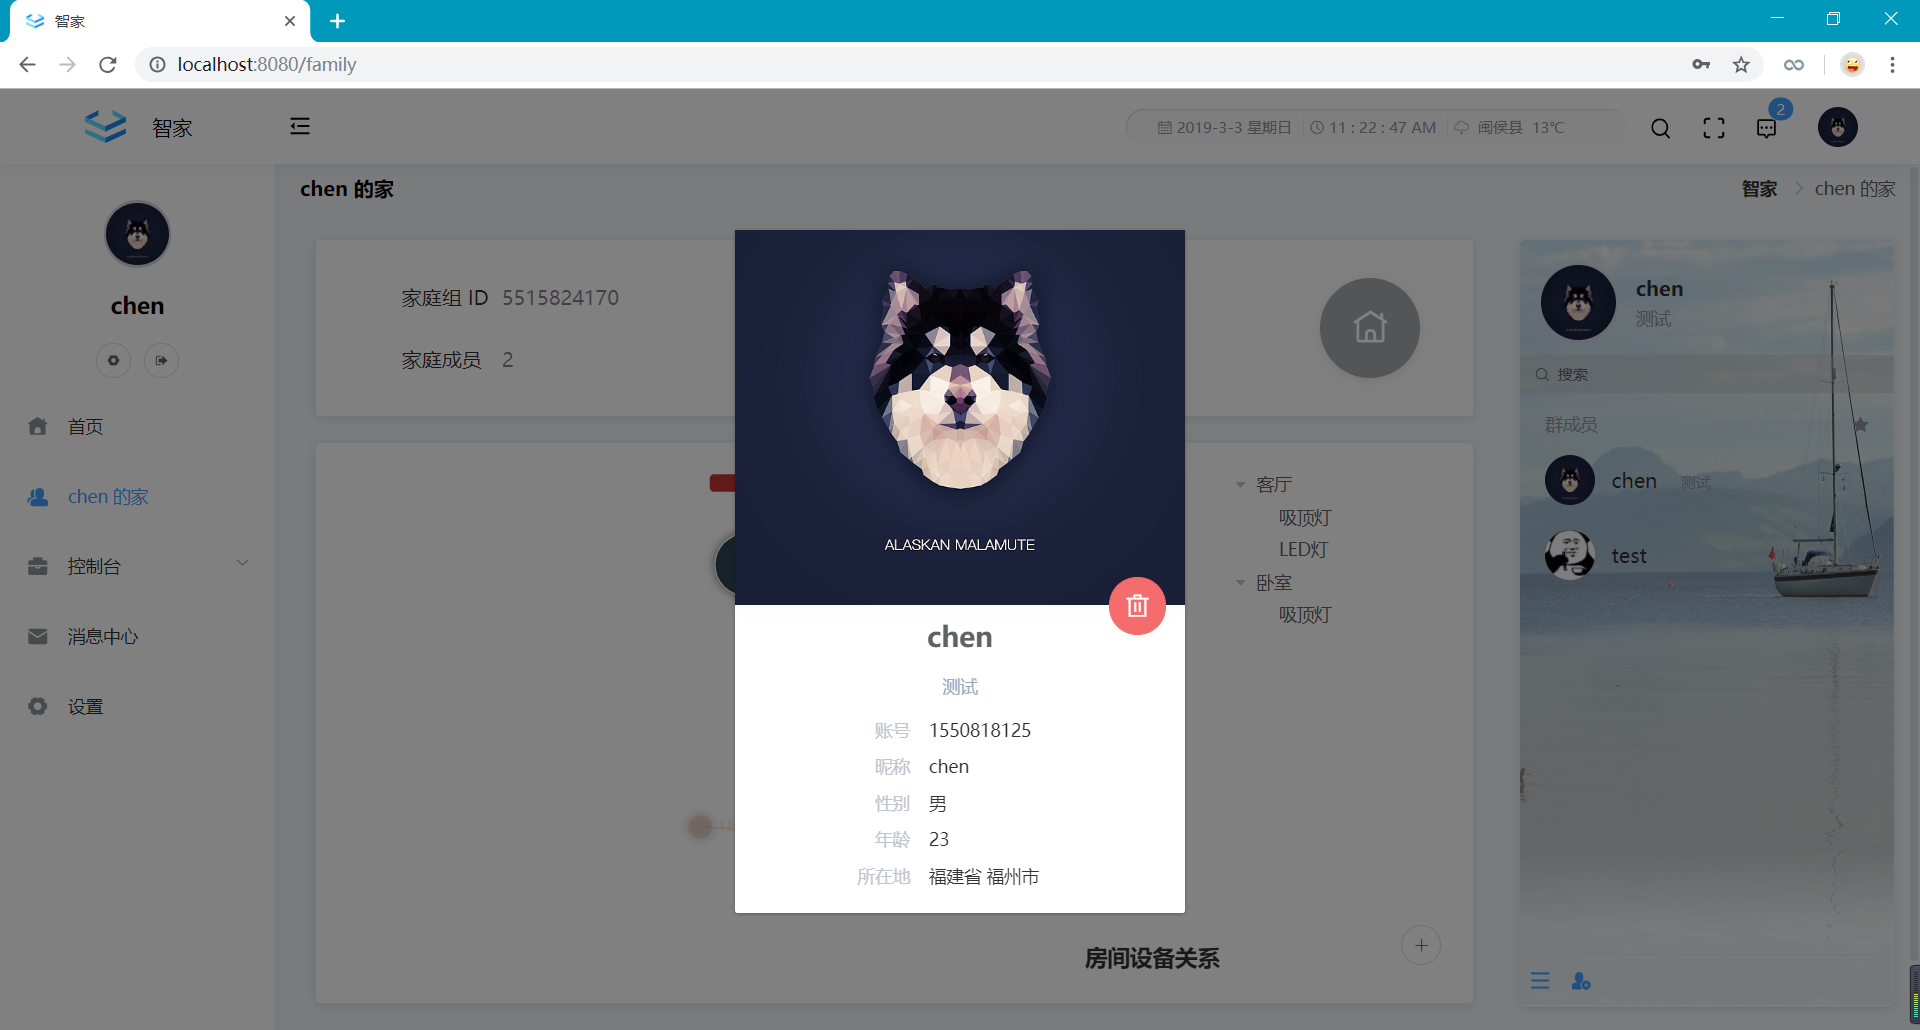 智家
localhost:8080/family
智家
2019-3-3 星期日 11 : 22 : 47 AM 闽侯县 13℃
2
chen 的家
智家 chen 的家
chen
首页
chen 的家
控制台
消息中心
设置
家庭组 ID 5515824170
家庭成员 2
ALASKAN MALAMUTE
chen
测试
账号 1550818125
昵称 chen
性别 男
年龄 23
所在地 福建省 福州市
客厅
吸顶灯
LED灯
卧室
吸顶灯
房间设备关系
chen
测试
搜索
群成员
chen 测试
test